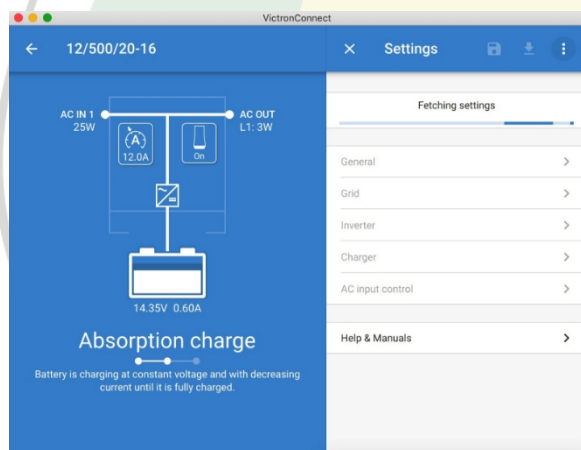 VictronConnect
12/500/20-16
AC IN 1
25W
AC OUT
L1: 3W
A
12.0A
On
14.35V 0.60A
Absorption charge
Battery is charging at constant voltage and with decreasing
current until it is fully charged.
Settings
Fetching settings
General
Grid
Inverter
Charger
AC input control
Help & Manuals